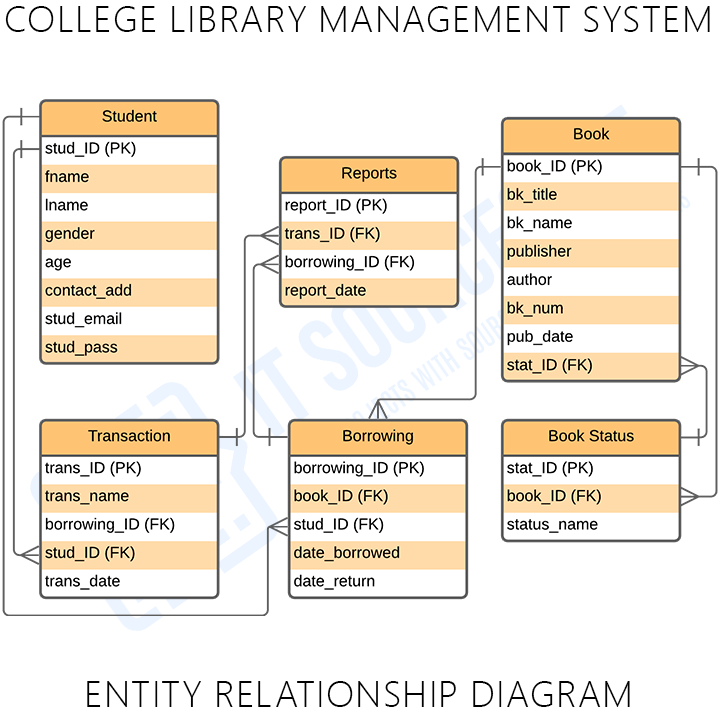 COLLEGE LIBRARY MANAGEMENT SYSTEM
Student
stud_ID (PK)
fname
lname
gender
age
contact_add
stud_email
stud_pass
Reports
report_ID (PK)
trans_ID (FK)
borrowing_ID (FK)
report_date
Book
book_ID (PK)
bk_title
bk_name
publisher
author
bk_num
pub_date
stat_ID (FK)
Transaction
trans_ID (PK)
trans_name
borrowing_ID (FK)
stud_ID (FK)
trans_date
Borrowing
borrowing_ID (PK)
book_ID (FK)
stud_ID (FK)
date_borrowed
date_return
Book Status
stat_ID (PK)
book_ID (FK)
status_name
IT SOURCE
WITH
ENTITY RELATIONSHIP DIAGRAM